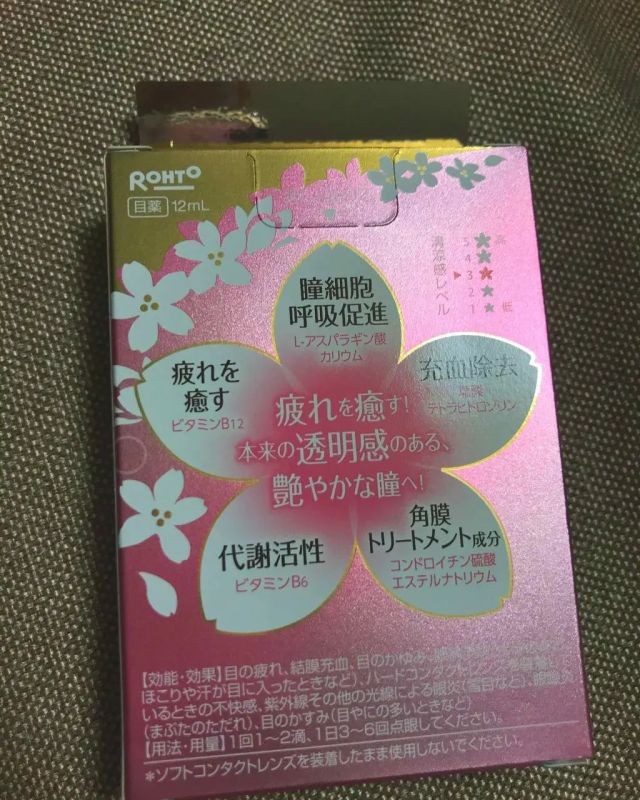 ROHTO
目薬 12mL
清涼感レベル
5 高
4
3
2
1 低
瞳細胞
呼吸促進
L-アスパラギン酸
カリウム
疲れを
癒す
ビタミンB12
充血除去
塩酸
テトラヒドロゾリン
疲れを癒す!
本来の透明感のある、
艶やかな瞳へ!
代謝活性
ビタミンB6
角膜
トリートメント成分
コンドロイチン硫酸
エステルナトリウム
【効能・効果】目の疲れ、結膜充血、目のかゆみ、
ほこりや汗が目に入ったときなど)、ハードコンタクトレンズを装着し
いるときの不快感、紫外線その他の光線による眼炎(雪目など)、眼瞼炎
(まぶたのただれ)、目のかすみ(目やにの多いときなど)
【用法・用量】1回1〜2滴、1日3〜6回点眼してください。
*ソフトコンタクトレンズを装着したまま使用しないでください。